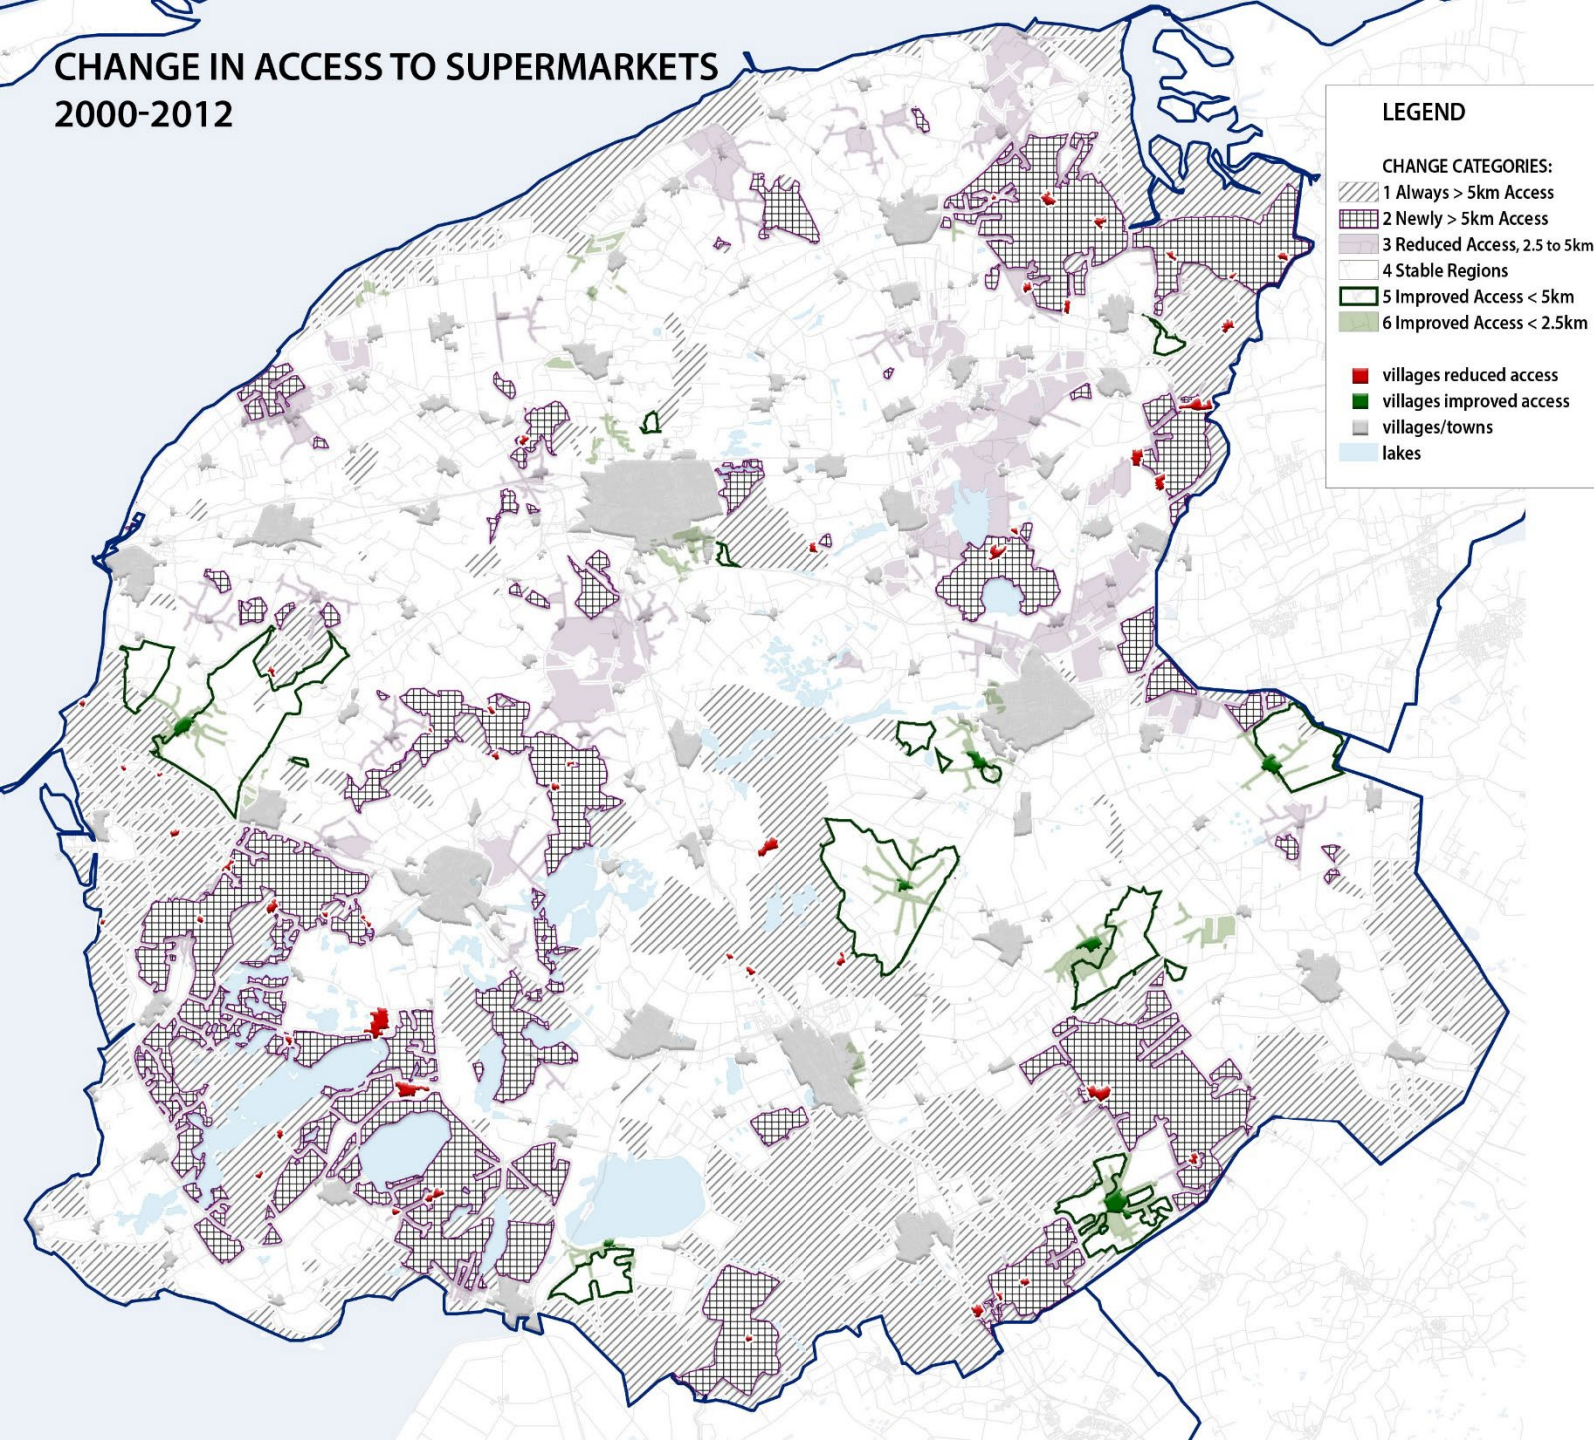 CHANGE IN ACCESS TO SUPERMARKETS
2000-2012
LEGEND
CHANGE CATEGORIES:
1 Always > 5km Access
2 Newly > 5km Access
3 Reduced Access, 2.5 to 5km
4 Stable Regions
5 Improved Access < 5km
6 Improved Access < 2.5km
villages reduced access
villages improved access
villages/towns
lakes